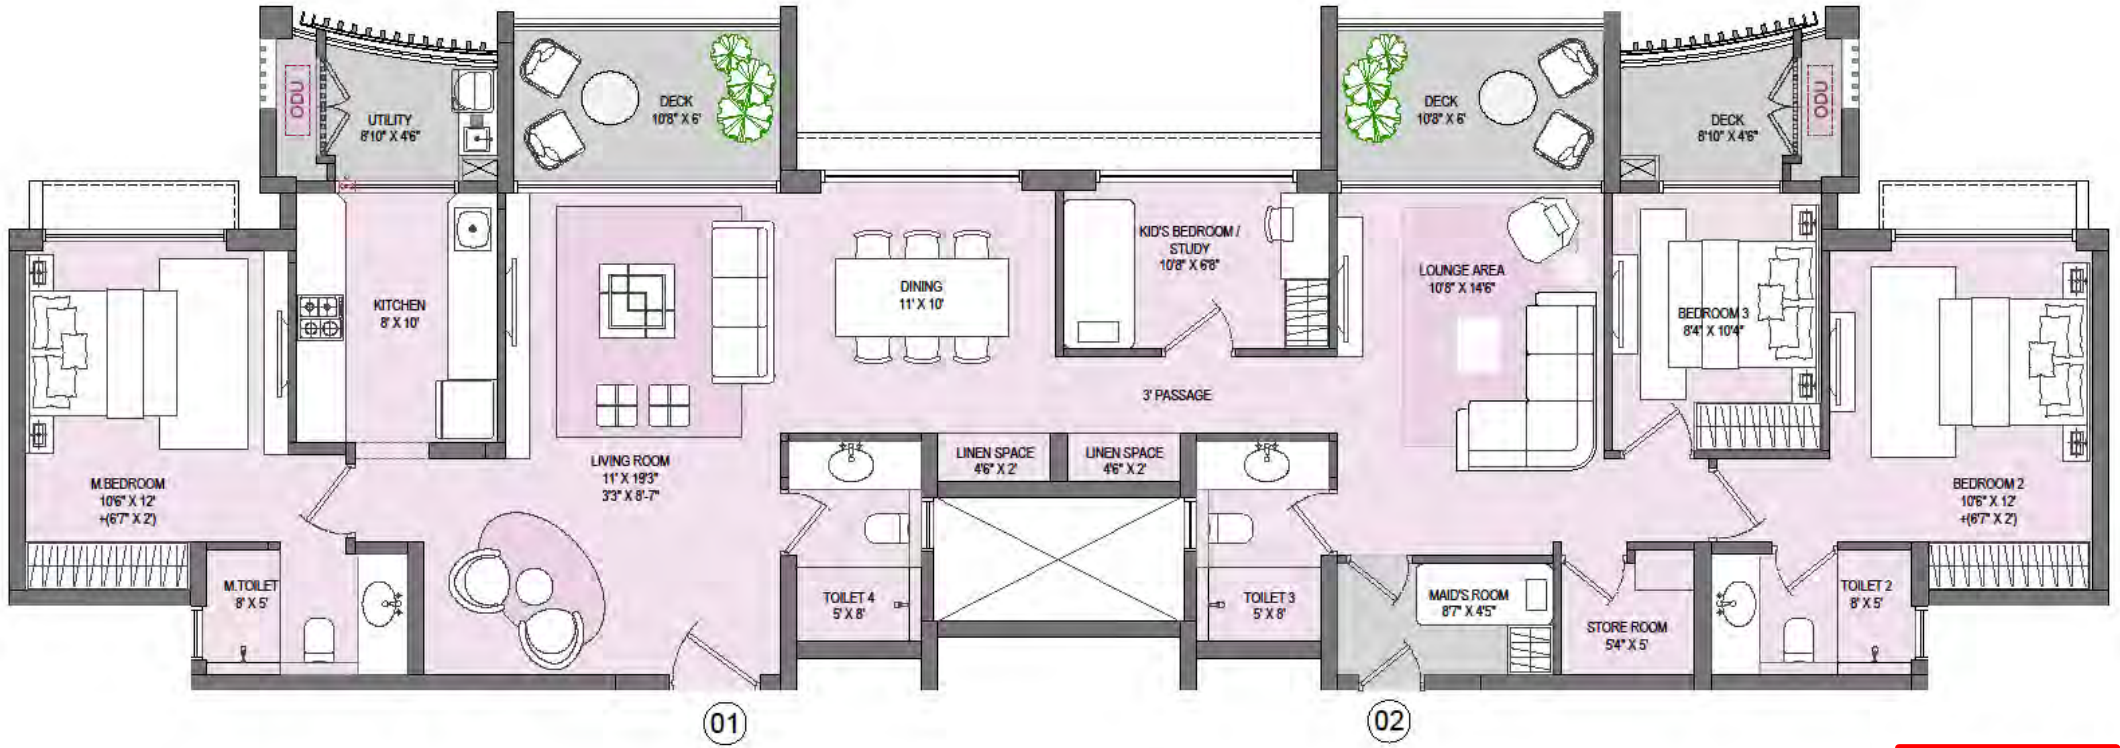 ODU
UTILITY
8'10" X 4'6"
DECK
10'8" X 6'
DECK
10'8" X 6'
DECK
8'10" X 4'6"
ODU
KITCHEN
8' X 10'
DINING
11' X 10'
KID'S BEDROOM /
STUDY
10'8" X 6'8"
LOUNGE AREA
10'8" X 14'6"
BEDROOM 3
8'4" X 10'4"
3' PASSAGE
M.BEDROOM
10'6" X 12'
+(6'7" X 2')
LIVING ROOM
11' X 19'3"
3'3" X 8'-7"
LINEN SPACE
4'6" X 2'
LINEN SPACE
4'6" X 2'
BEDROOM 2
10'6" X 12'
+(6'7" X 2')
M.TOILET
8' X 5'
TOILET 4
5' X 8'
TOILET 3
5' X 8'
MAID'S ROOM
8'7" X 4'5"
STORE ROOM
5'4" X 5'
TOILET 2
8' X 5'
01
02